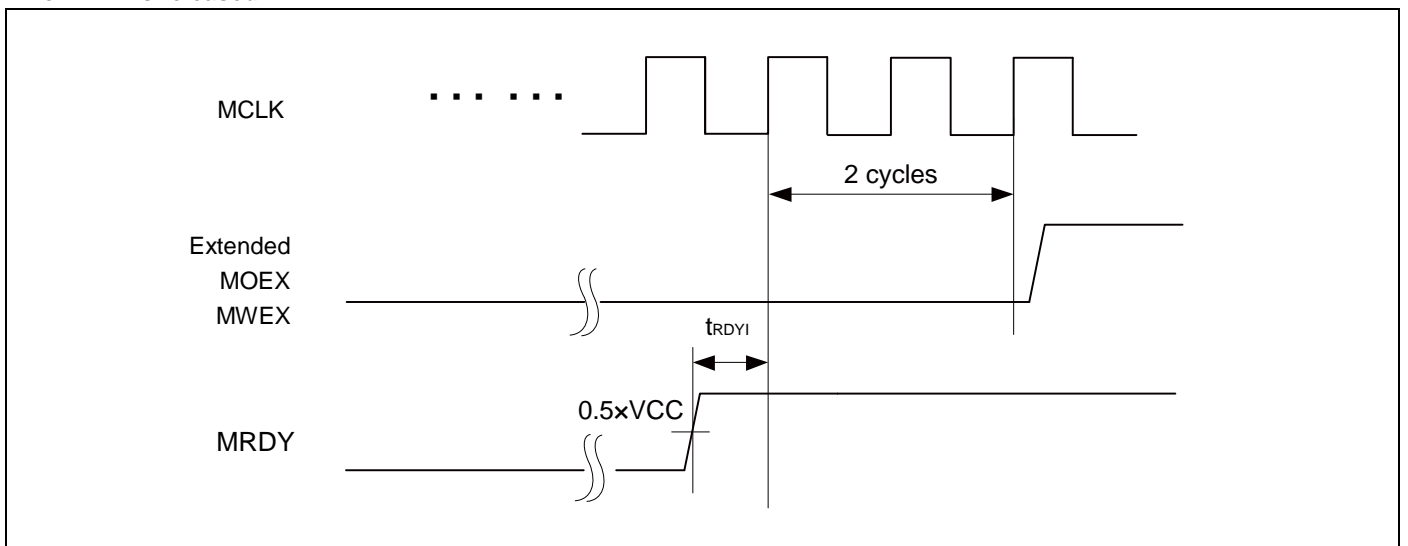 MCLK
... ...
2 cycles
Extended
MOEX
MWEX
tRDYI
0.5×VCC
MRDY